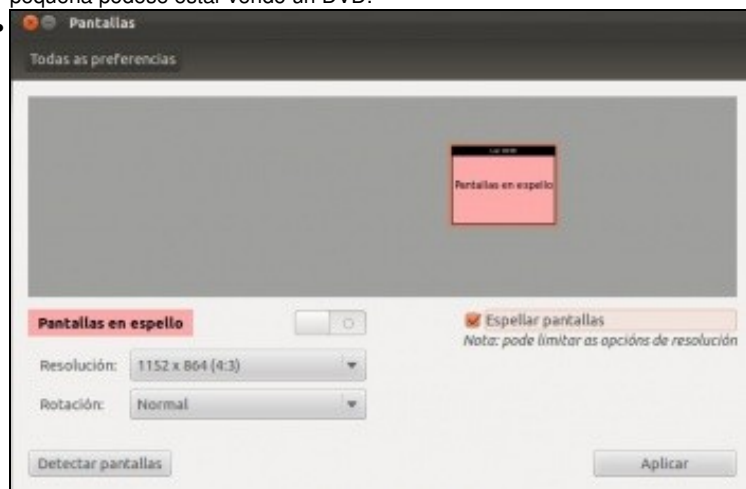 pequena pódese estar vendo un DVD.
Pantallas
Todas as preferencias
Pantallas en espello
Pantallas en espello
Espellar pantallas
Nota: pode limitar as opcións de resolución
Resolución: 1152 x 864 (4:3)
Rotación: Normal
Detectar pantallas
Aplicar